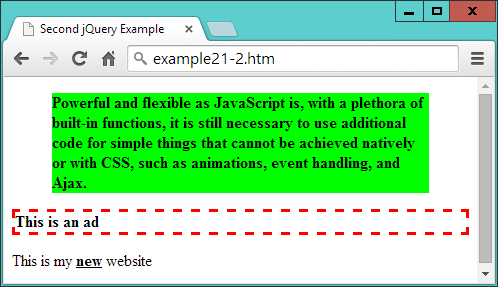 Second jQuery Example
example21-2.htm
Powerful and flexible as JavaScript is, with a plethora of
built-in functions, it is still necessary to use additional
code for simple things that cannot be achieved natively
or with CSS, such as animations, event handling, and
Ajax.
This is an ad
This is my new website